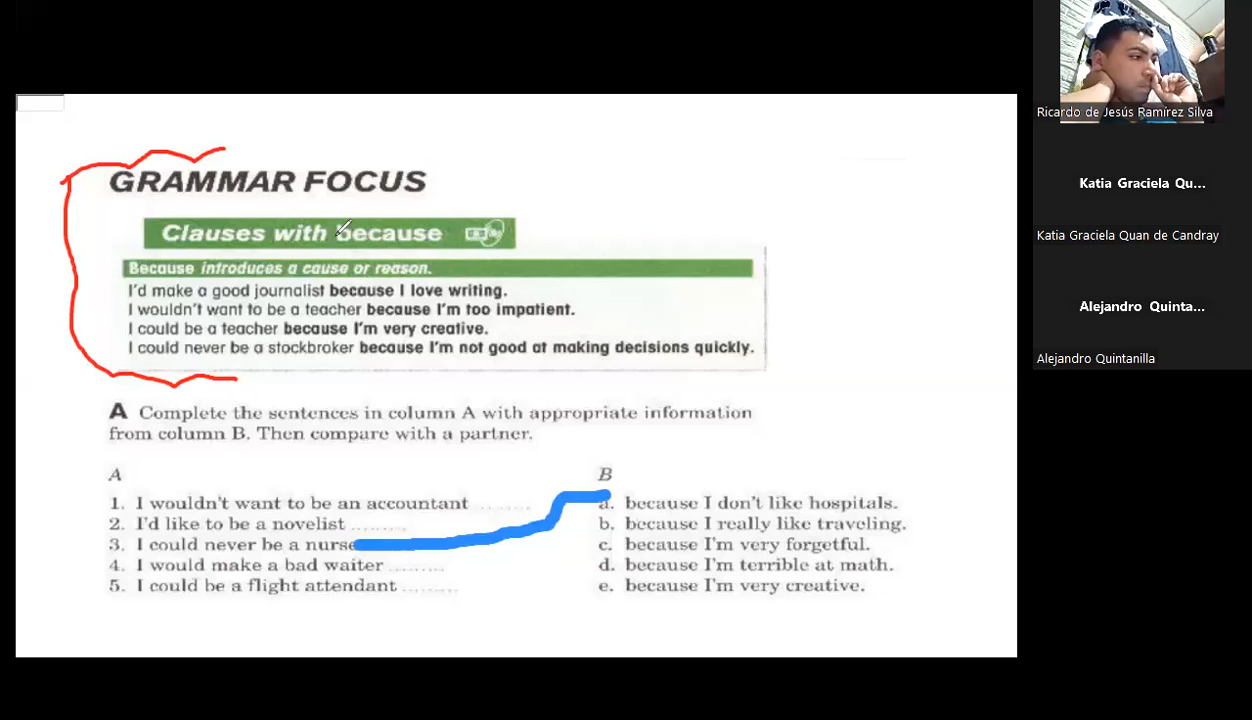 GRAMMAR FOCUS
Clauses with because
Because introduces a cause or reason.
I'd make a good journalist because I love writing.
I wouldn't want to be a teacher because I'm too impatient.
I could be a teacher because I'm very creative.
I could never be a stockbroker because I'm not good at making decisions quickly.
A Complete the sentences in column A with appropriate information
from column B. Then compare with a partner.
A
1. I wouldn't want to be an accountant ..........
2. I'd like to be a novelist ..........
3. I could never be a nurse
4. I would make a bad waiter ..........
5. I could be a flight attendant ..........
B
a. because I don't like hospitals.
b. because I really like traveling.
c. because I'm very forgetful.
d. because I'm terrible at math.
e. because I'm very creative.
Ricardo de Jesús Ramírez Silva
Katia Graciela Qu...
Katia Graciela Quan de Candray
Alejandro Quinta...
Alejandro Quintanilla